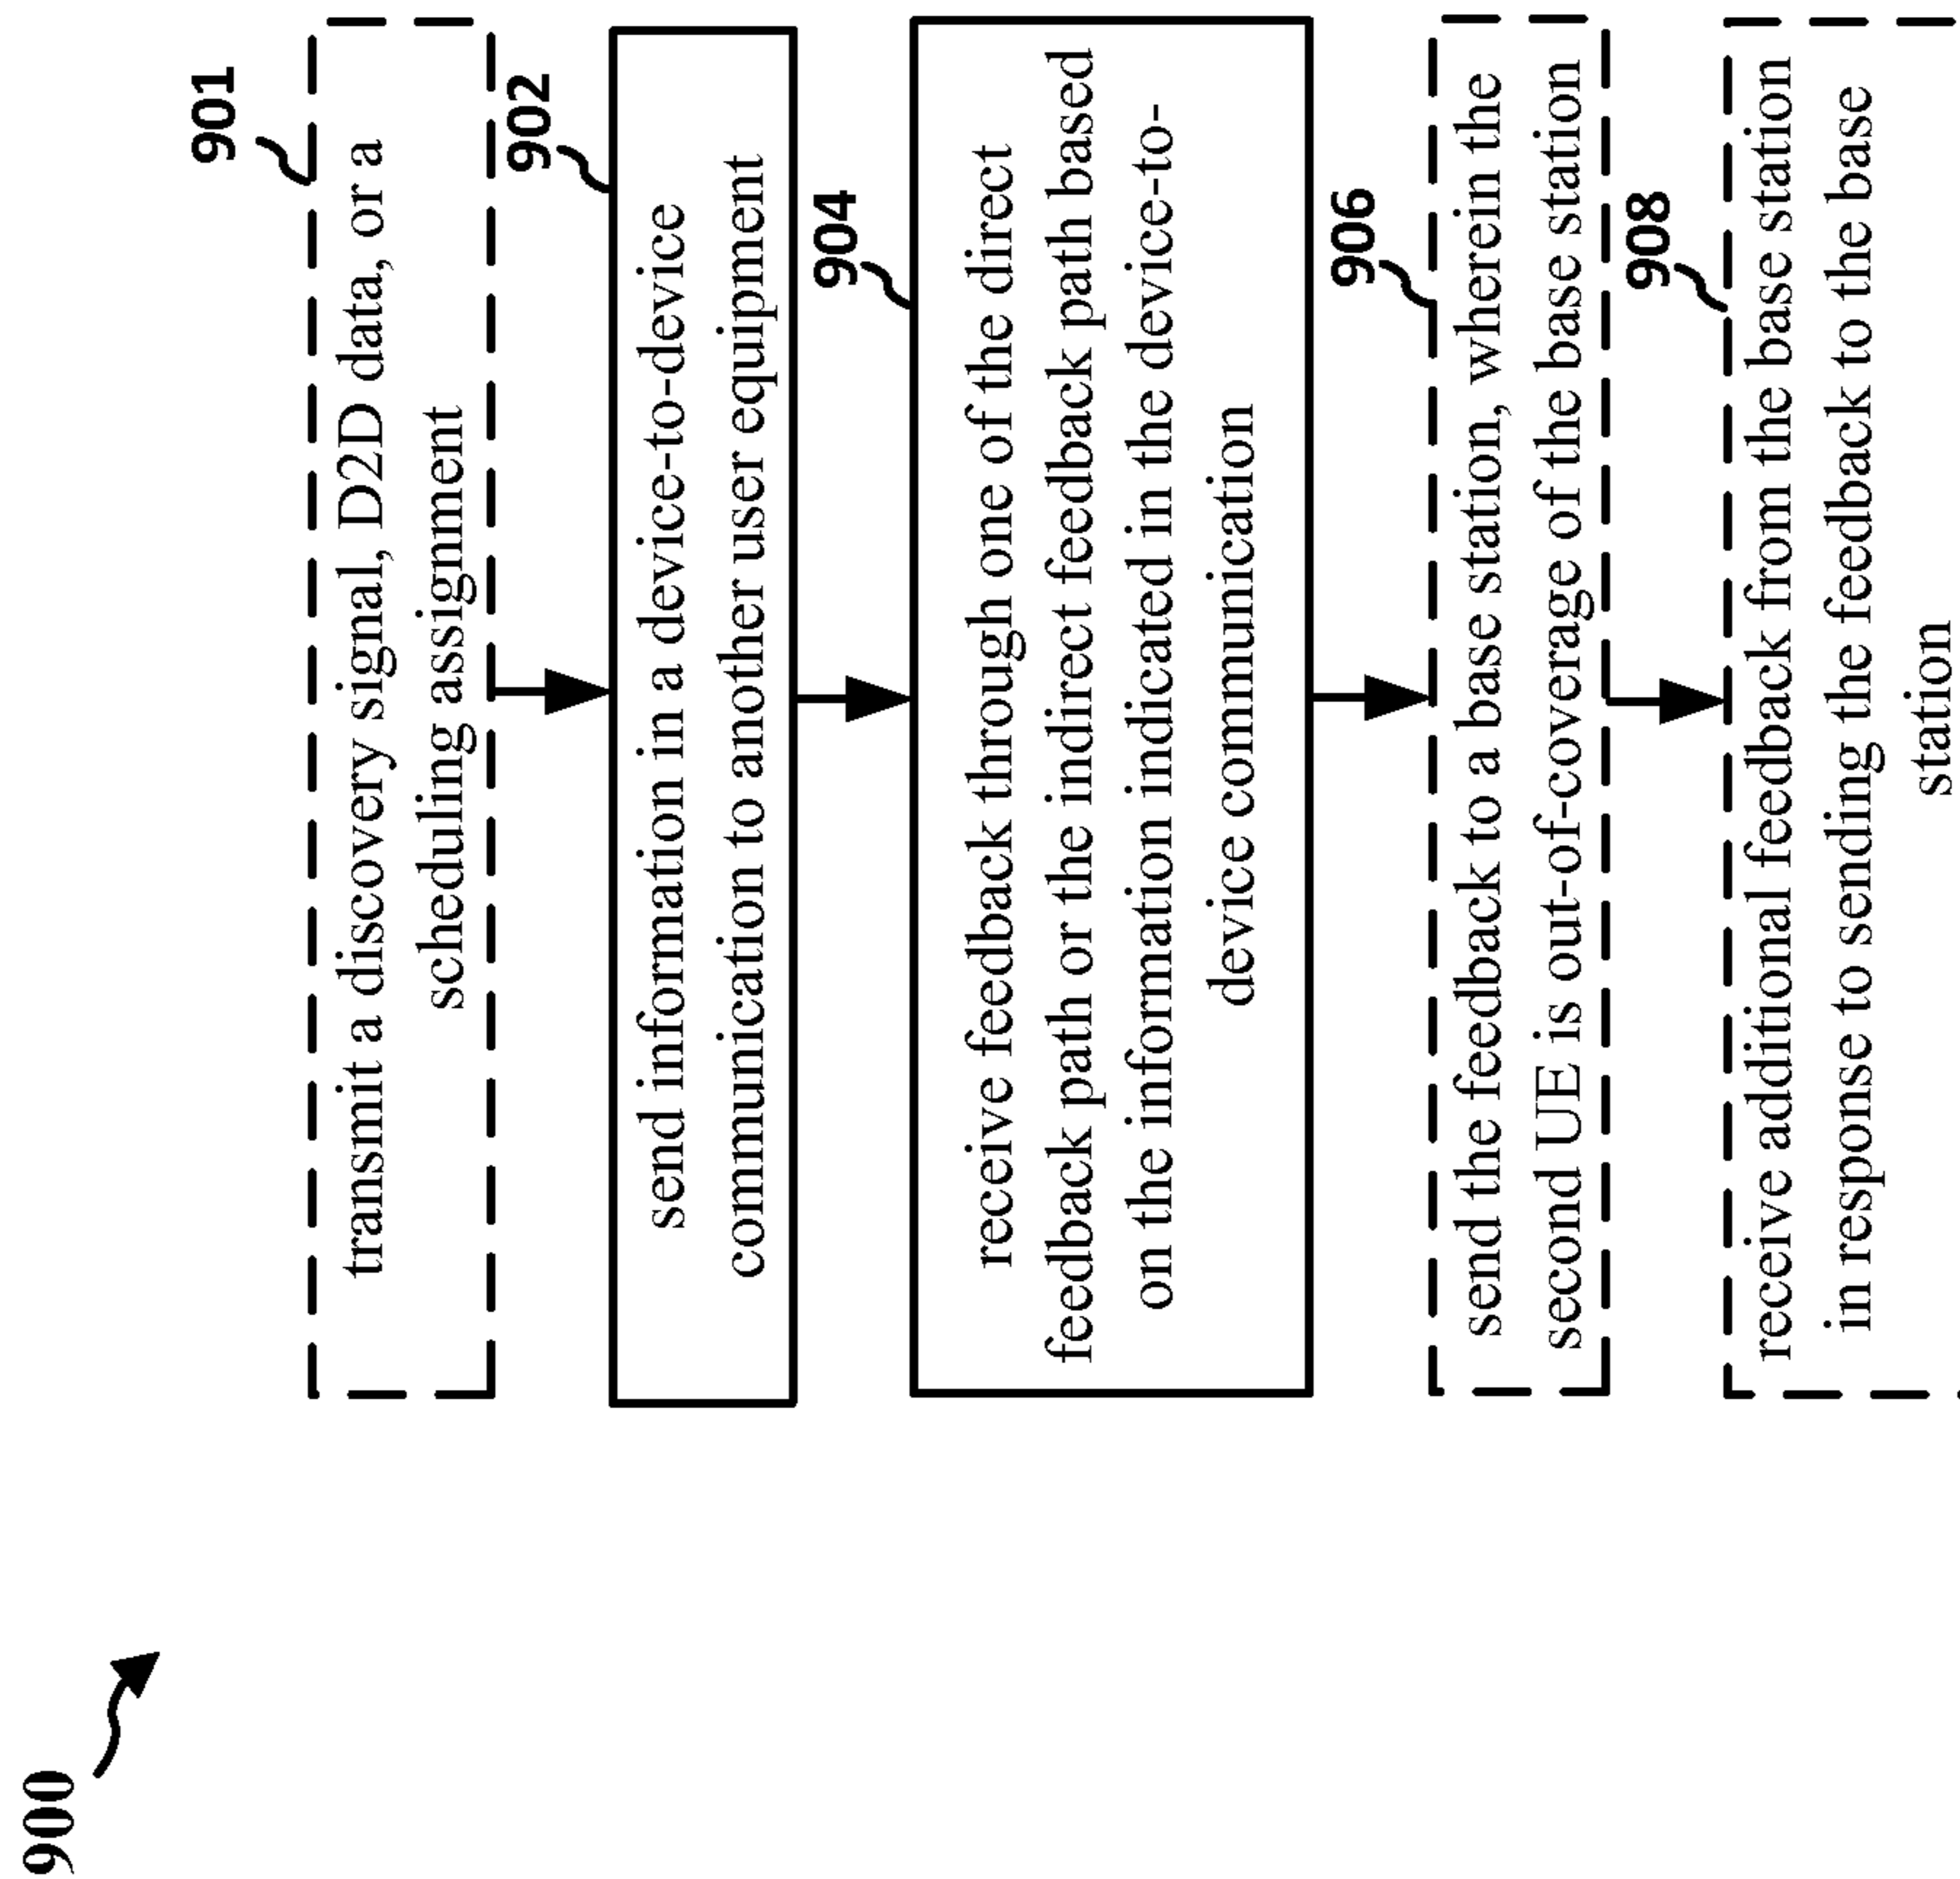 900
901
transmit a discovery signal, D2D data, or a
scheduling assignment
902
send information in a device-to-device
communication to another user equipment
904
receive feedback through one of the direct
feedback path or the indirect feedback path based
on the information indicated in the device-to-
device communication
906
send the feedback to a base station, wherein the
second UE is out-of-coverage of the base station
908
receive additional feedback from the base station
in response to sending the feedback to the base
station